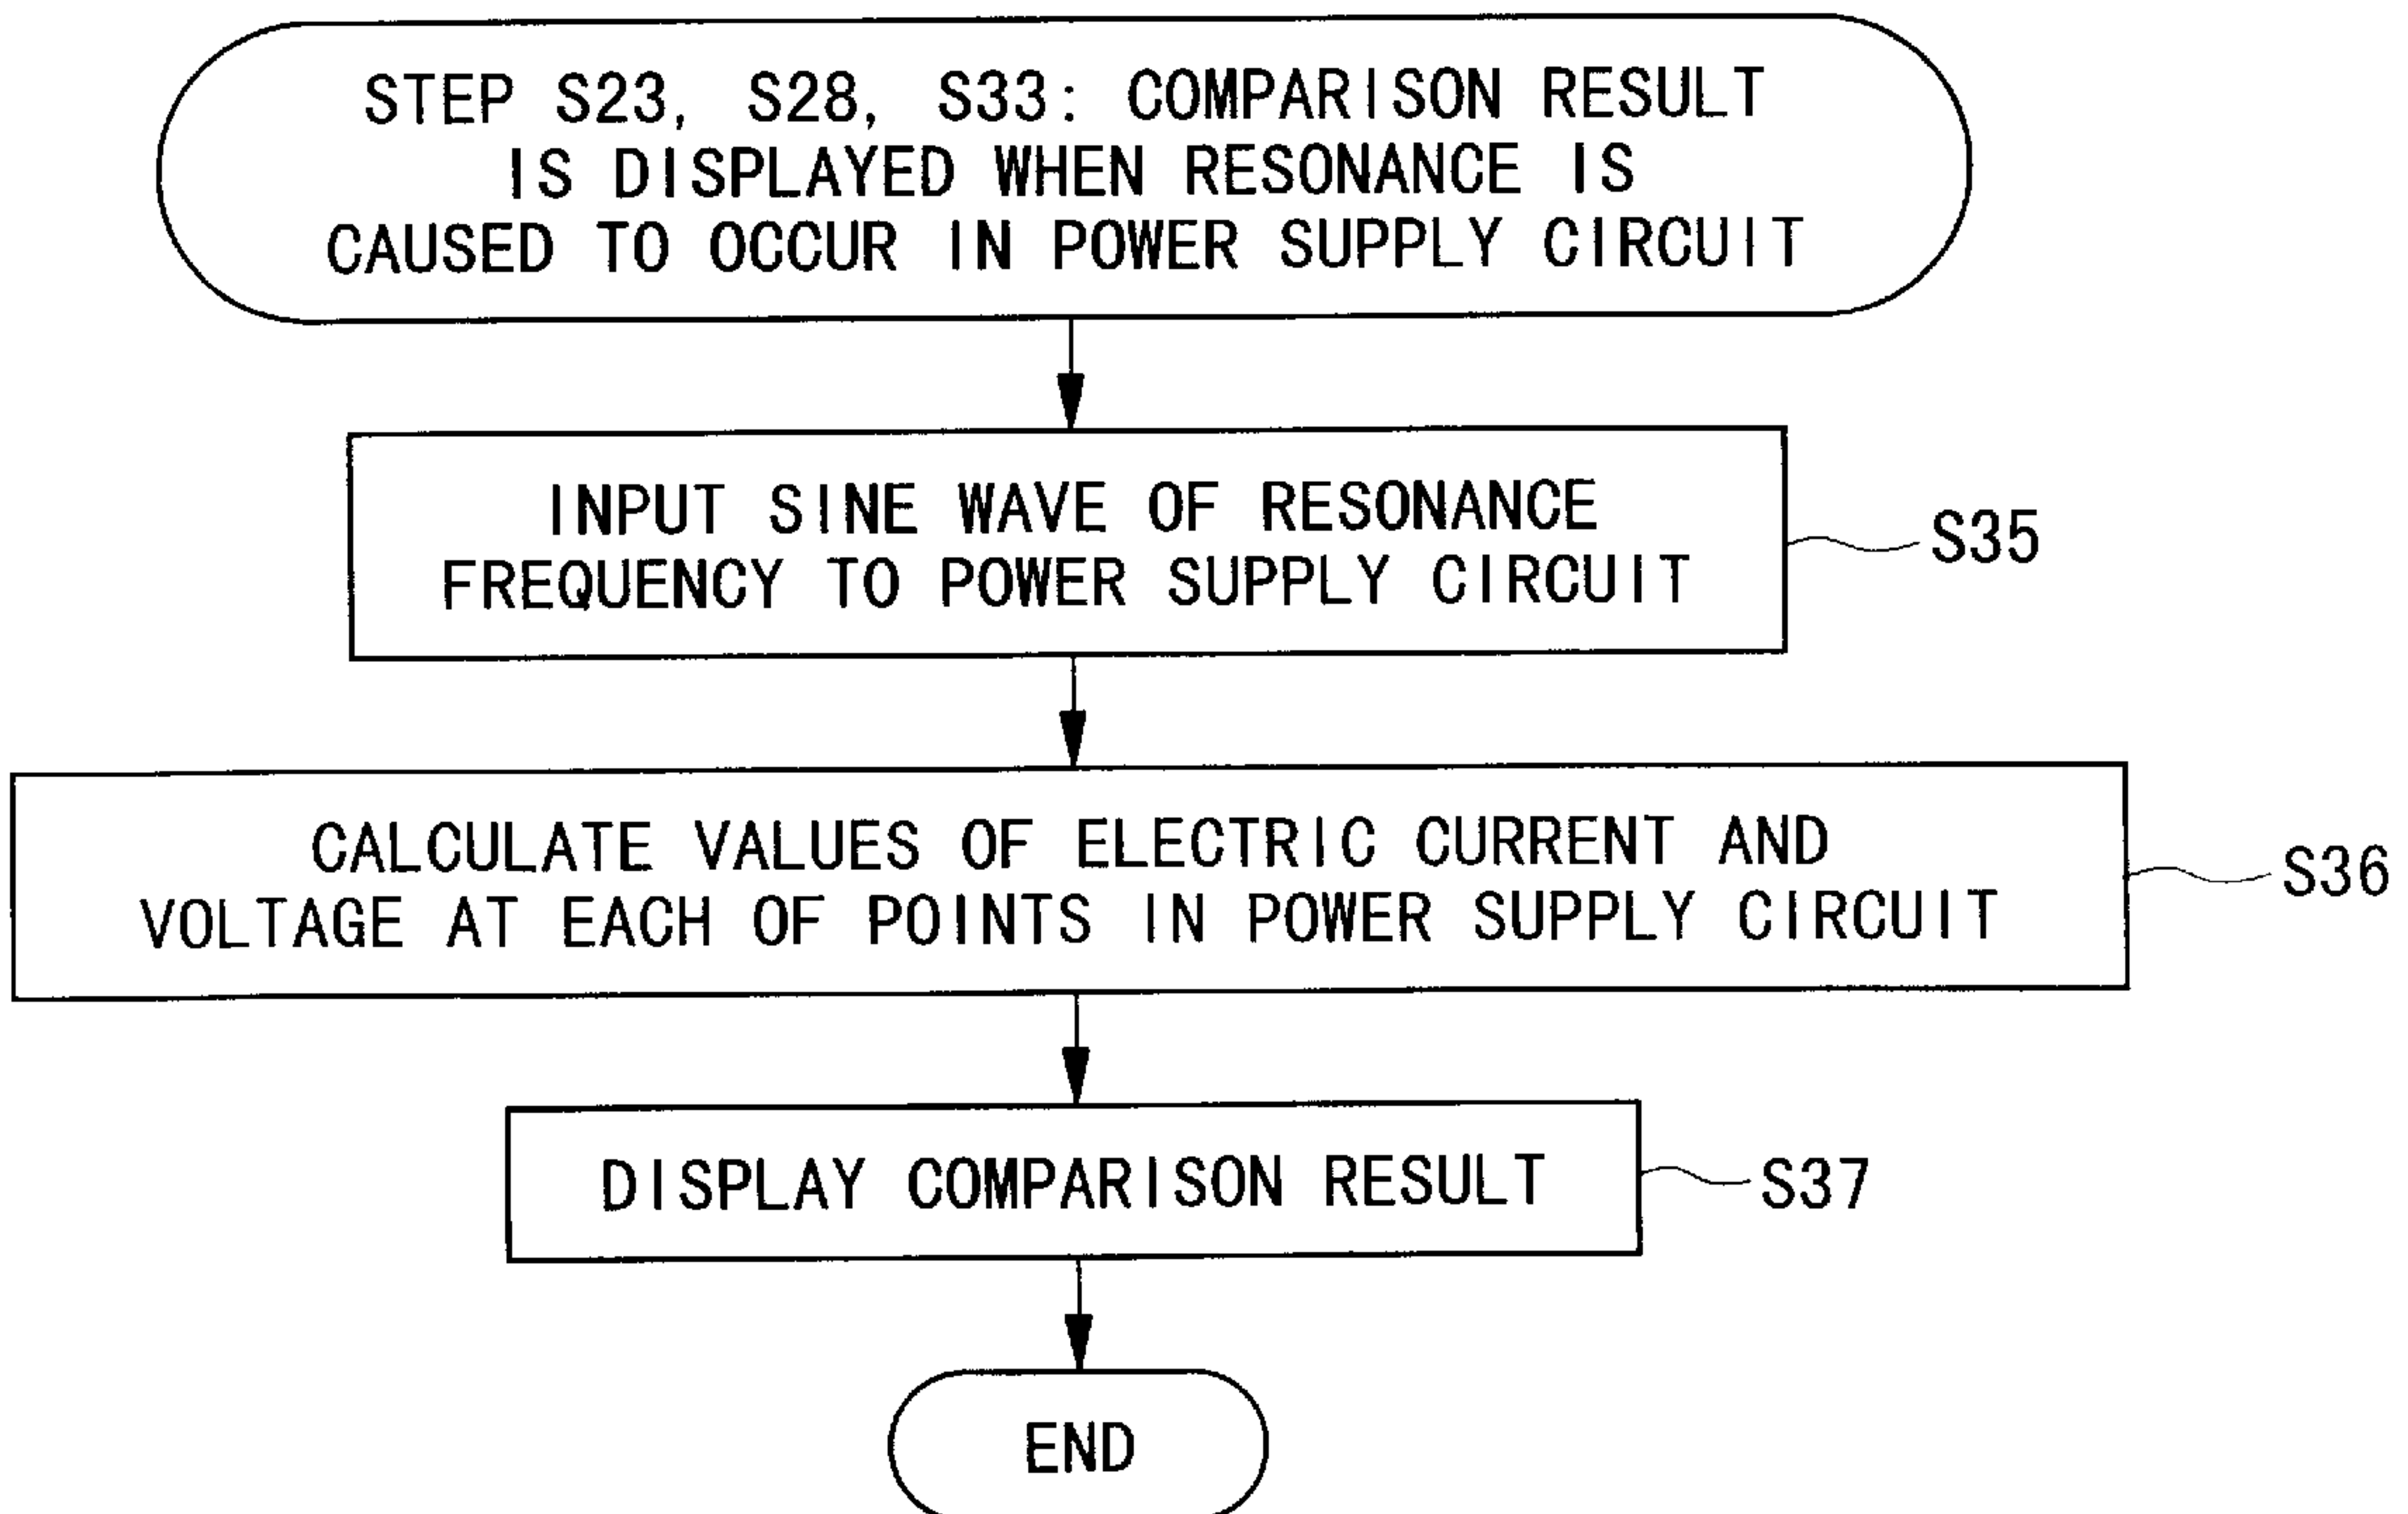 STEP S23, S28, S33: COMPARISON RESULT
IS DISPLAYED WHEN RESONANCE IS
CAUSED TO OCCUR IN POWER SUPPLY CIRCUIT
INPUT SINE WAVE OF RESONANCE
FREQUENCY TO POWER SUPPLY CIRCUIT
S35
CALCULATE VALUES OF ELECTRIC CURRENT AND
VOLTAGE AT EACH OF POINTS IN POWER SUPPLY CIRCUIT
S36
DISPLAY COMPARISON RESULT
S37
END